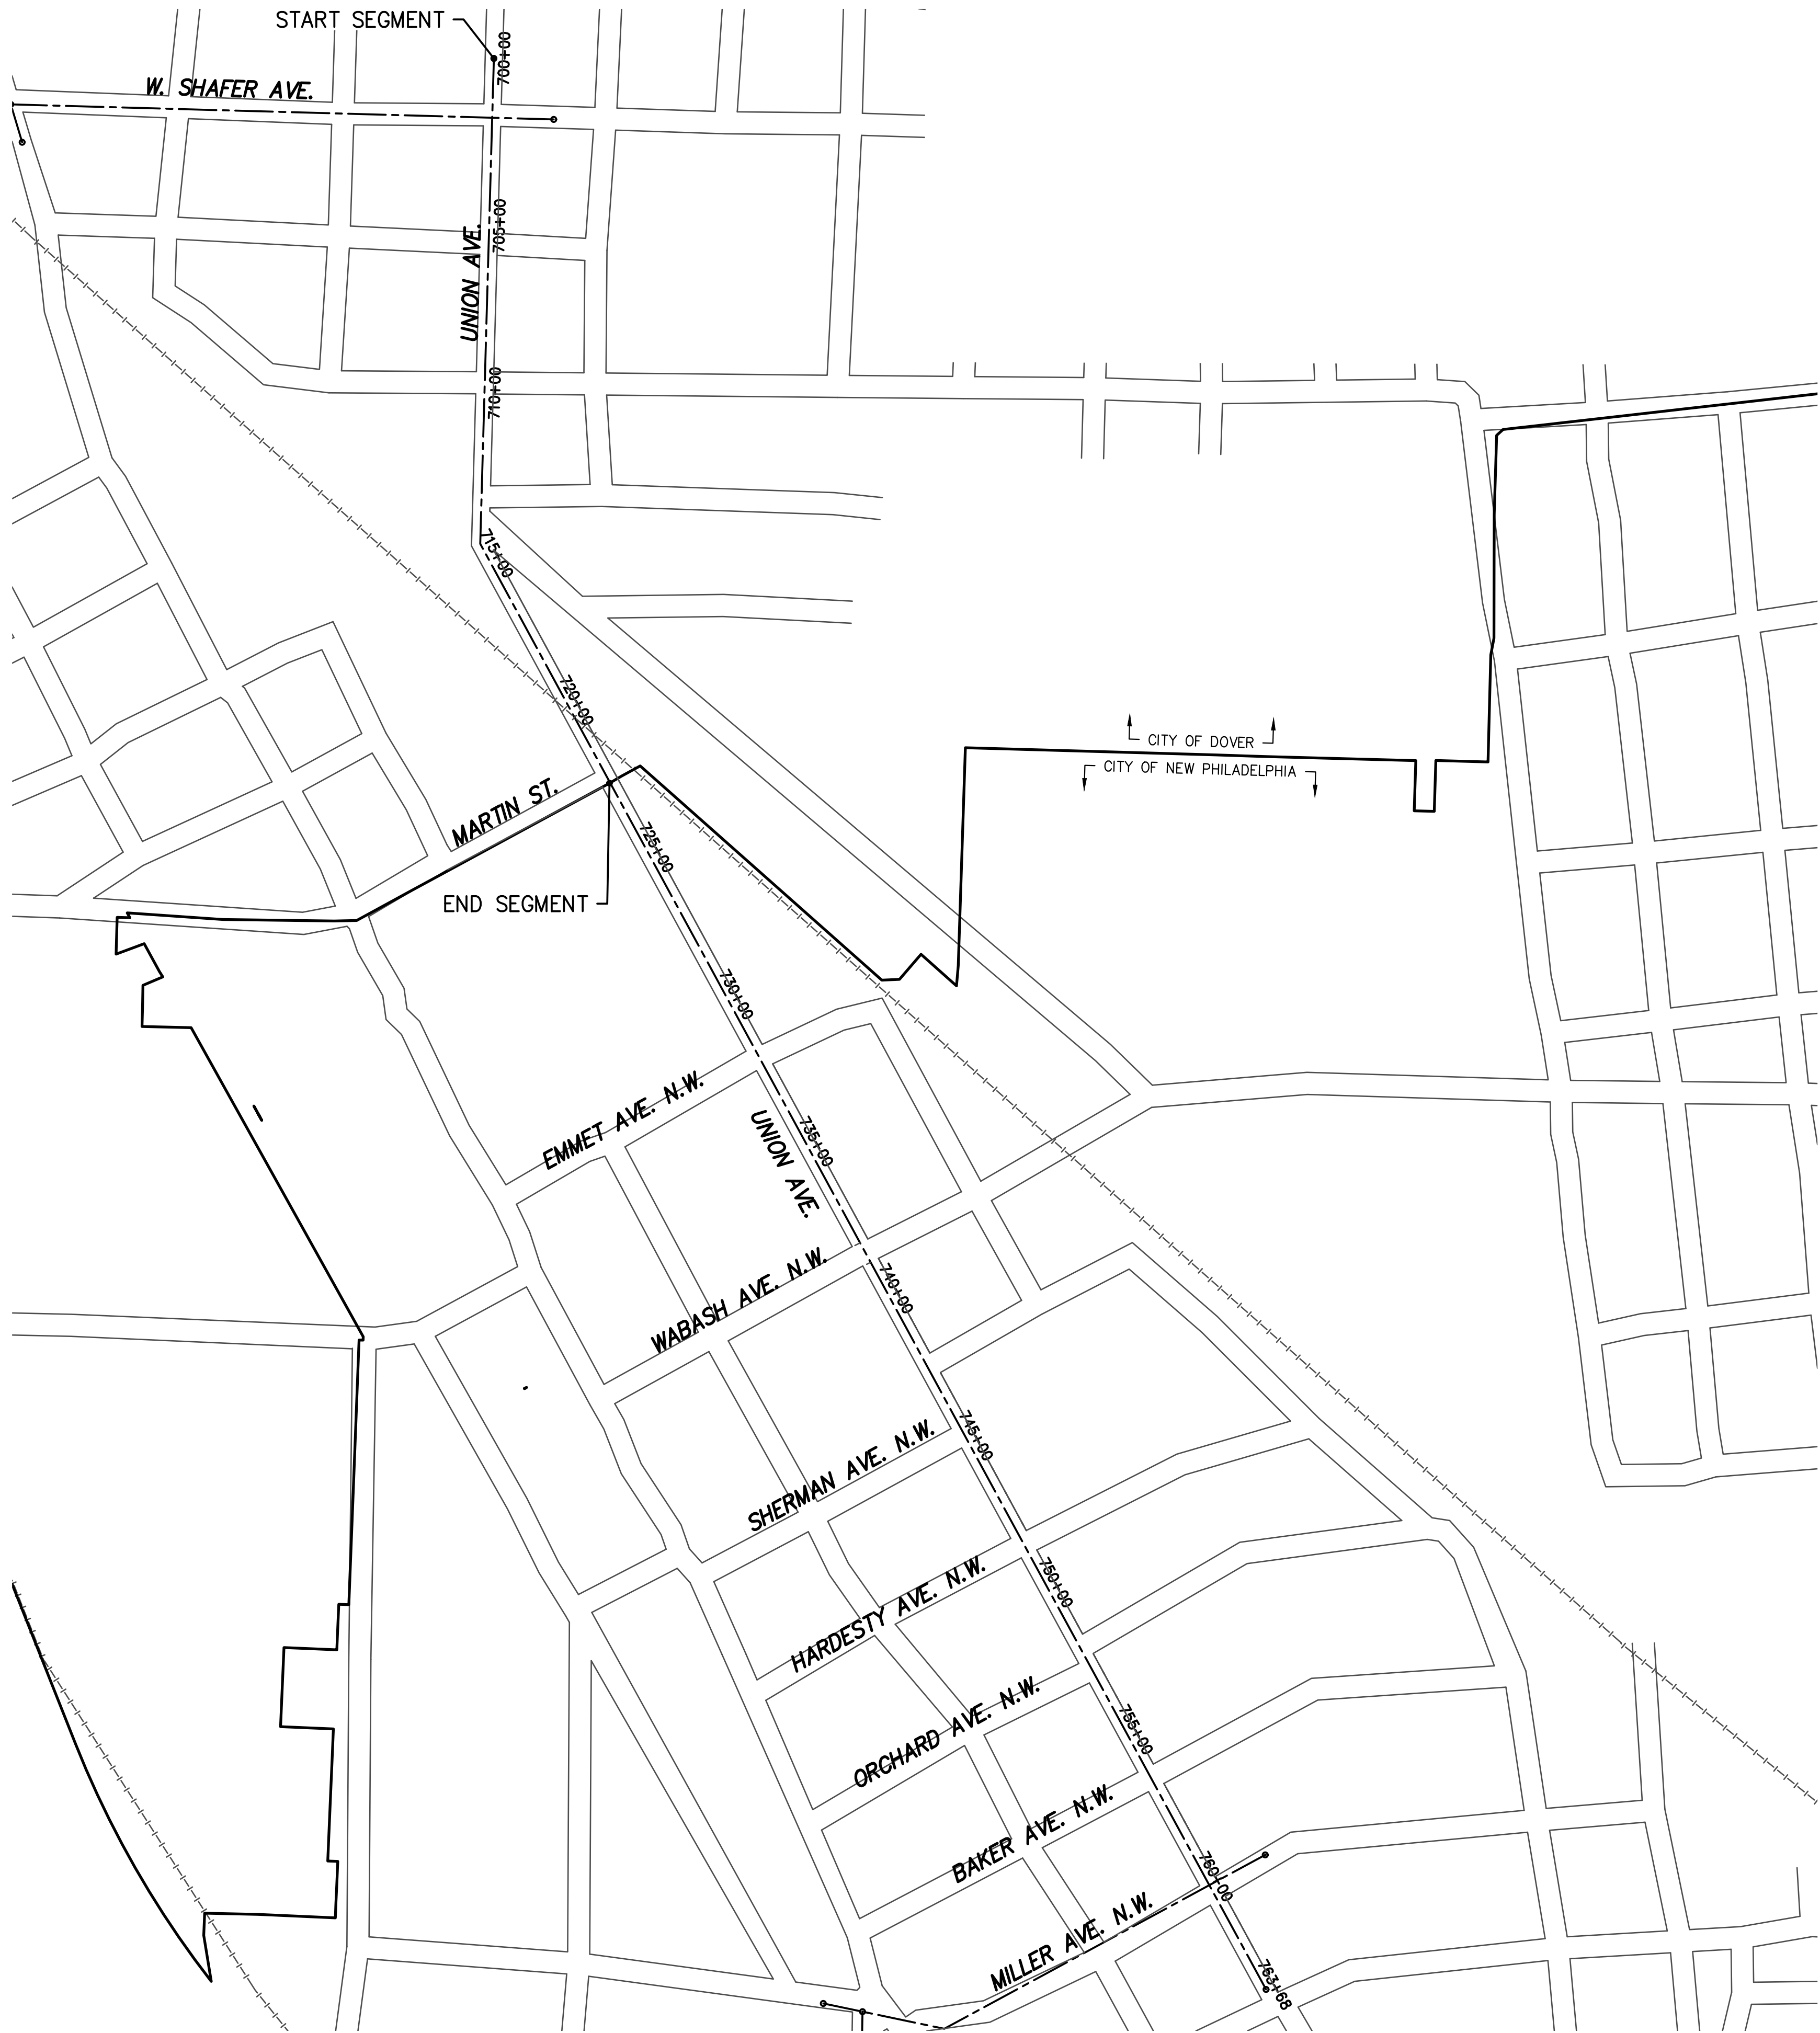 START SEGMENT
700+00
W. SHAFER AVE.
705+00
UNION AVE.
710+00
715+00
720+00
CITY OF DOVER
CITY OF NEW PHILADELPHIA
MARTIN ST.
725+00
END SEGMENT
730+00
EMMET AVE. N.W.
735+00
UNION AVE.
WABASH AVE. N.W.
740+00
745+00
SHERMAN AVE. N.W.
750+00
HARDESTY AVE. N.W.
755+00
ORCHARD AVE. N.W.
BAKER AVE. N.W.
760+00
MILLER AVE. N.W.
763+68